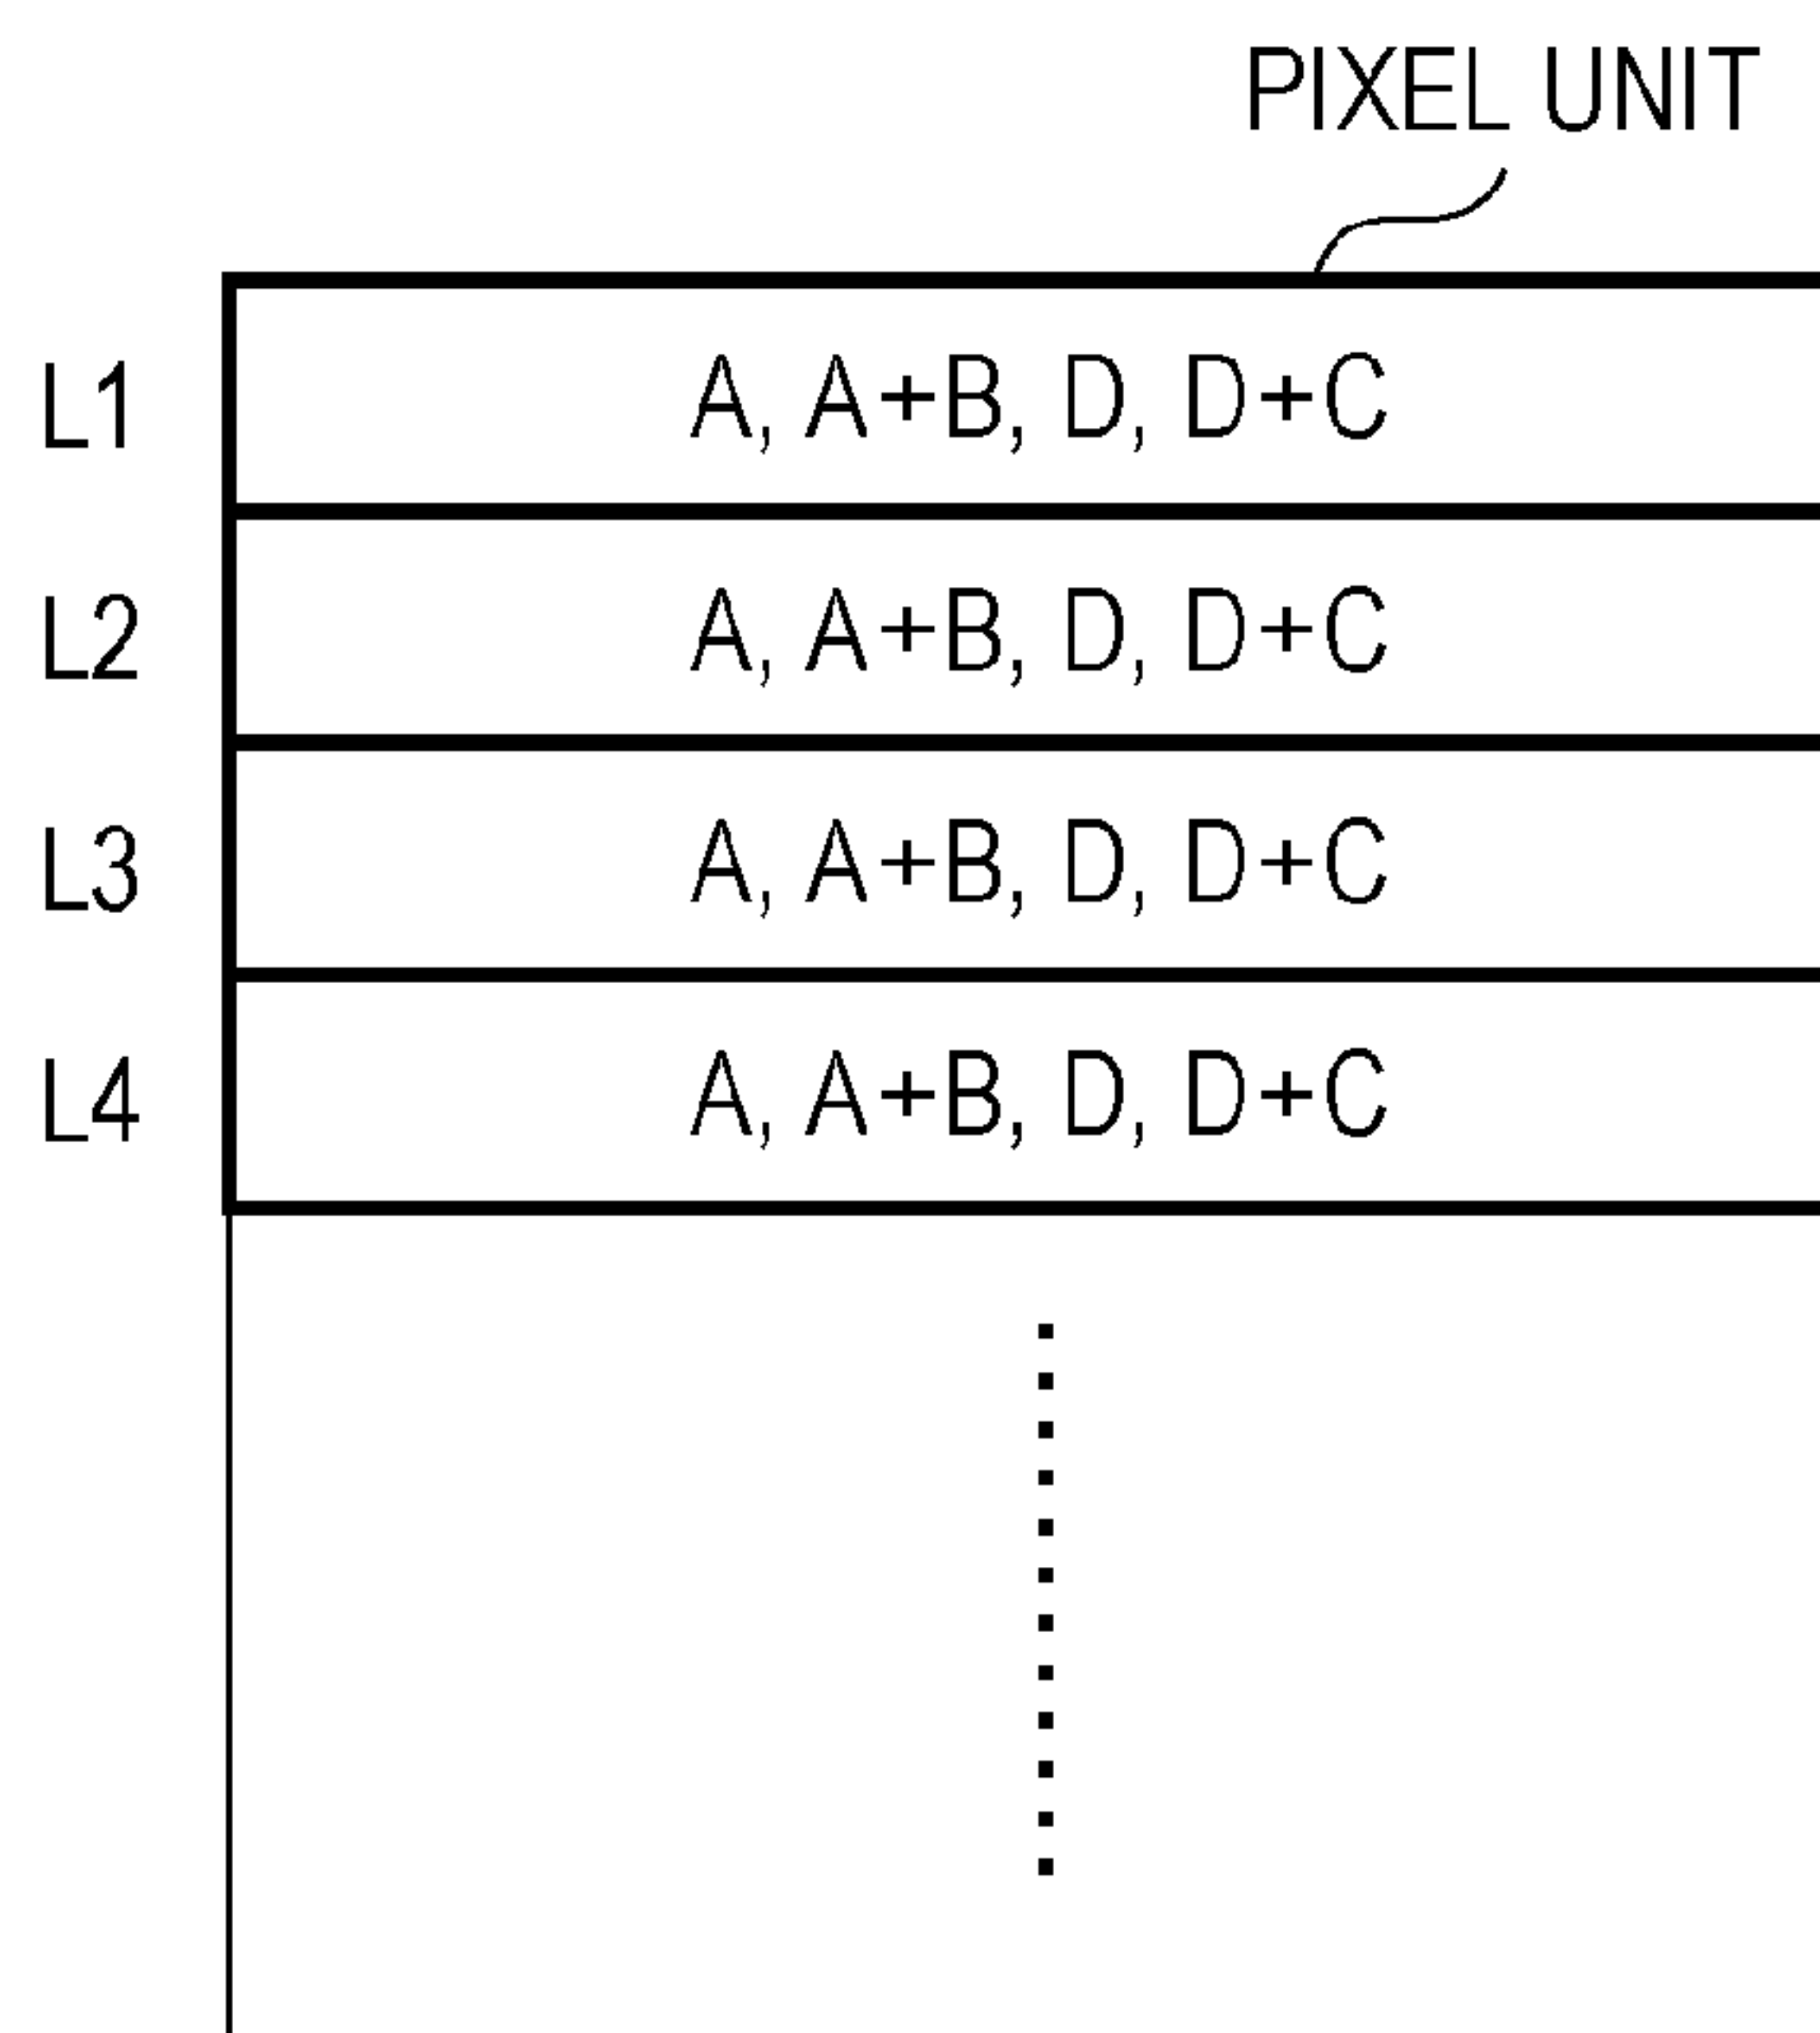 PIXEL UNIT
L1 A, A+B, D, D+C
L2 A, A+B, D, D+C
L3 A, A+B, D, D+C
L4 A, A+B, D, D+C